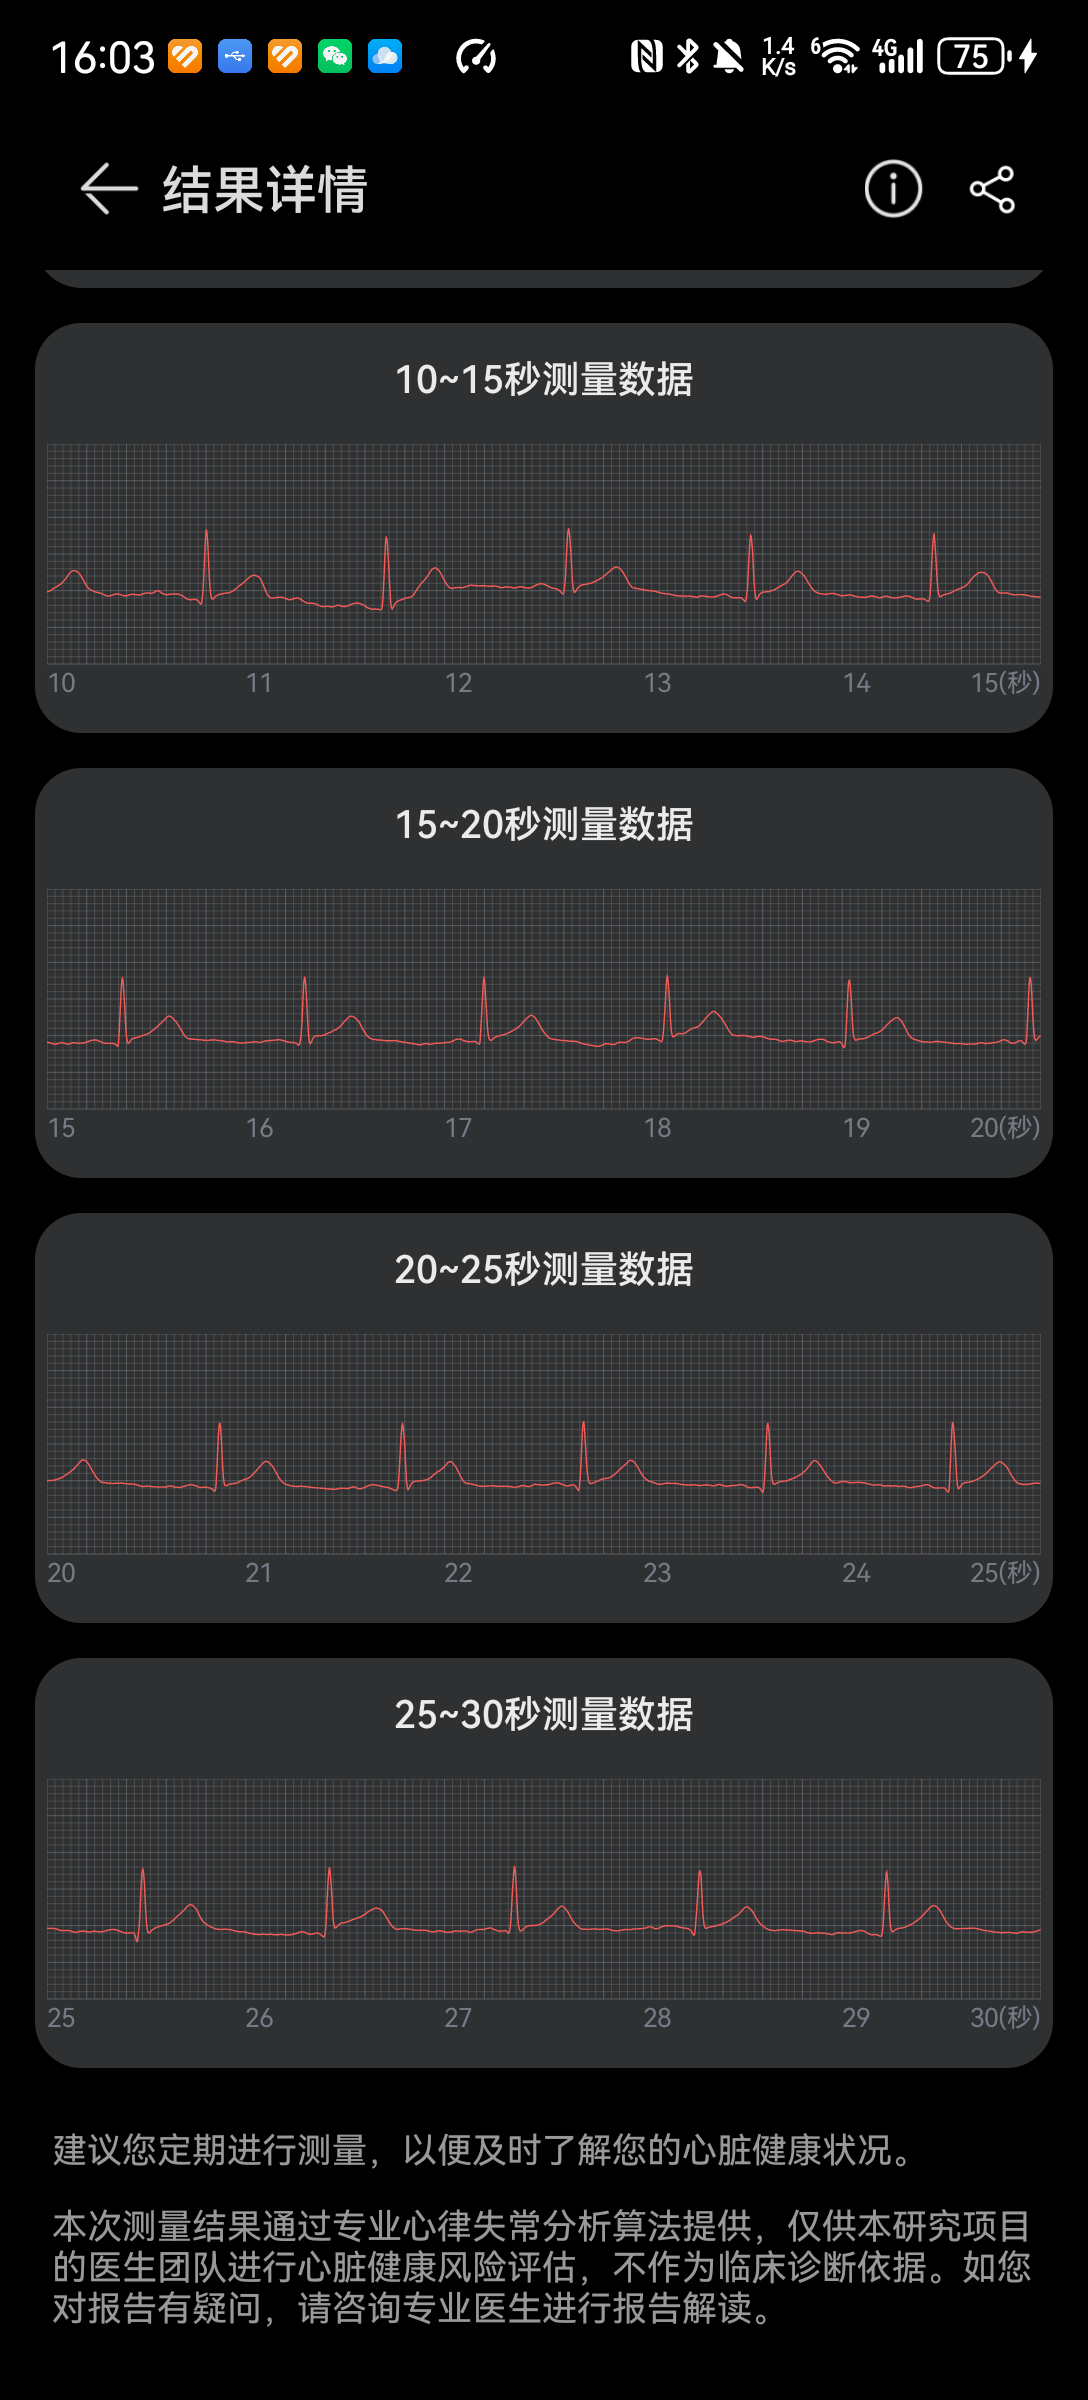 16:03
1.4 K/s
6
4G
75
结果详情
10~15秒测量数据
10 11 12 13 14 15(秒)
15~20秒测量数据
15 16 17 18 19 20(秒)
20~25秒测量数据
20 21 22 23 24 25(秒)
25~30秒测量数据
25 26 27 28 29 30(秒)
建议您定期进行测量，以便及时了解您的心脏健康状况。
本次测量结果通过专业心律失常分析算法提供，仅供本研究项目
的医生团队进行心脏健康风险评估，不作为临床诊断依据。如您
对报告有疑问，请咨询专业医生进行报告解读。